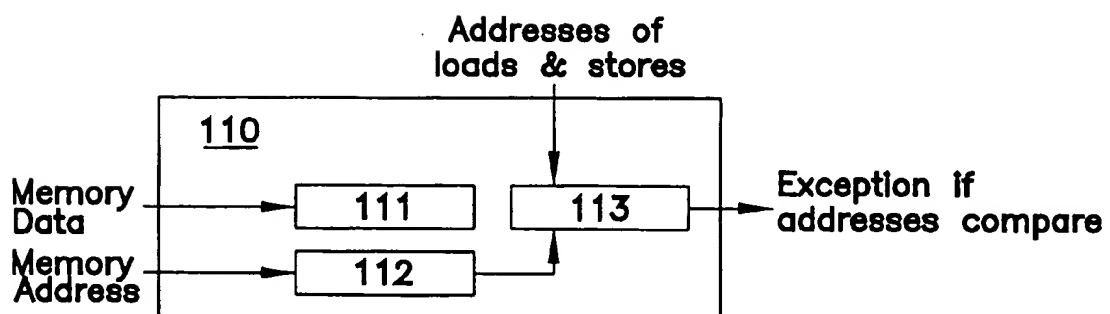 Addresses of
loads & stores
110
Memory
Data
111
113
Exception if
addresses compare
Memory
Address
112